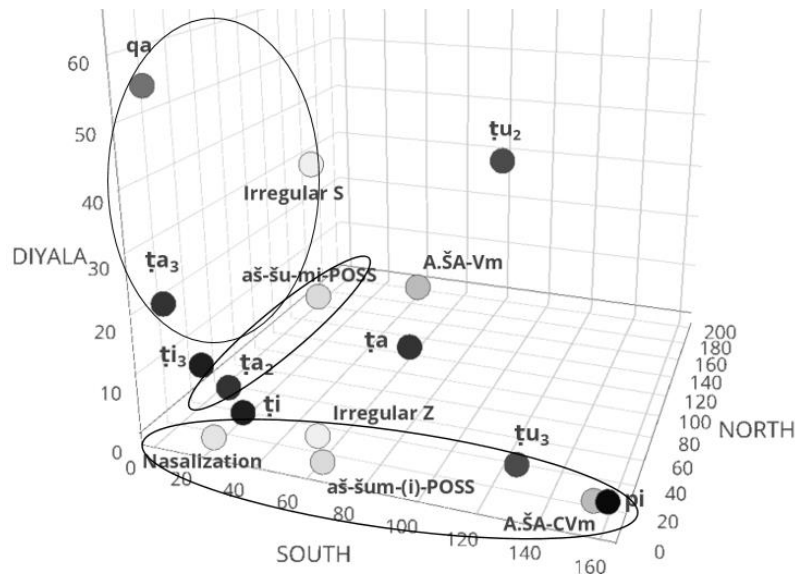 60
qa
50
ṭu₂
Irregular S
40
DIYALA
30
ṭa₃
aš-šu-mi-POSS
A.ŠA-Vm
20
ṭa
200
180
160
ṭi₃
ṭa₂
140
10
ṭi
Irregular Z
120
100
NORTH
80
ṭu₃
60
0
0
Nasalization
20
aš-šum-(i)-POSS
40
pi
40
60
80
A.ŠA-CVm
20
100
SOUTH
120
140
0
160